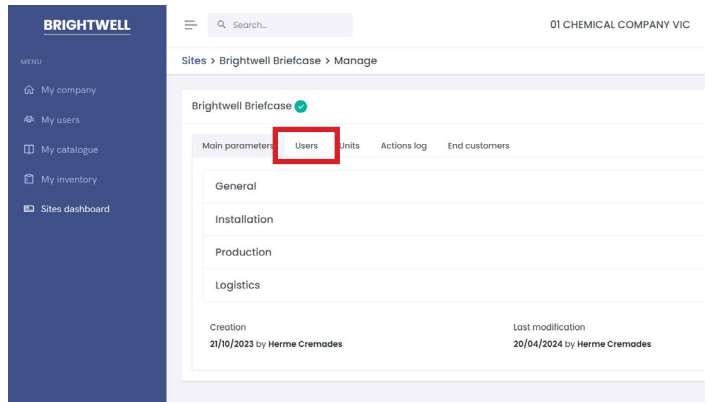 BRIGHTWELL
Search...
01 CHEMICAL COMPANY VIC
MENU
Sites > Brightwell Briefcase > Manage
My company
My users
My catalogue
My inventory
Sites dashboard
Brightwell Briefcase
Main parameters Users Units Actions log End customers
General
Installation
Production
Logistics
Creation Last modification
21/10/2023 by Herme Cremades 20/04/2024 by Herme Cremades